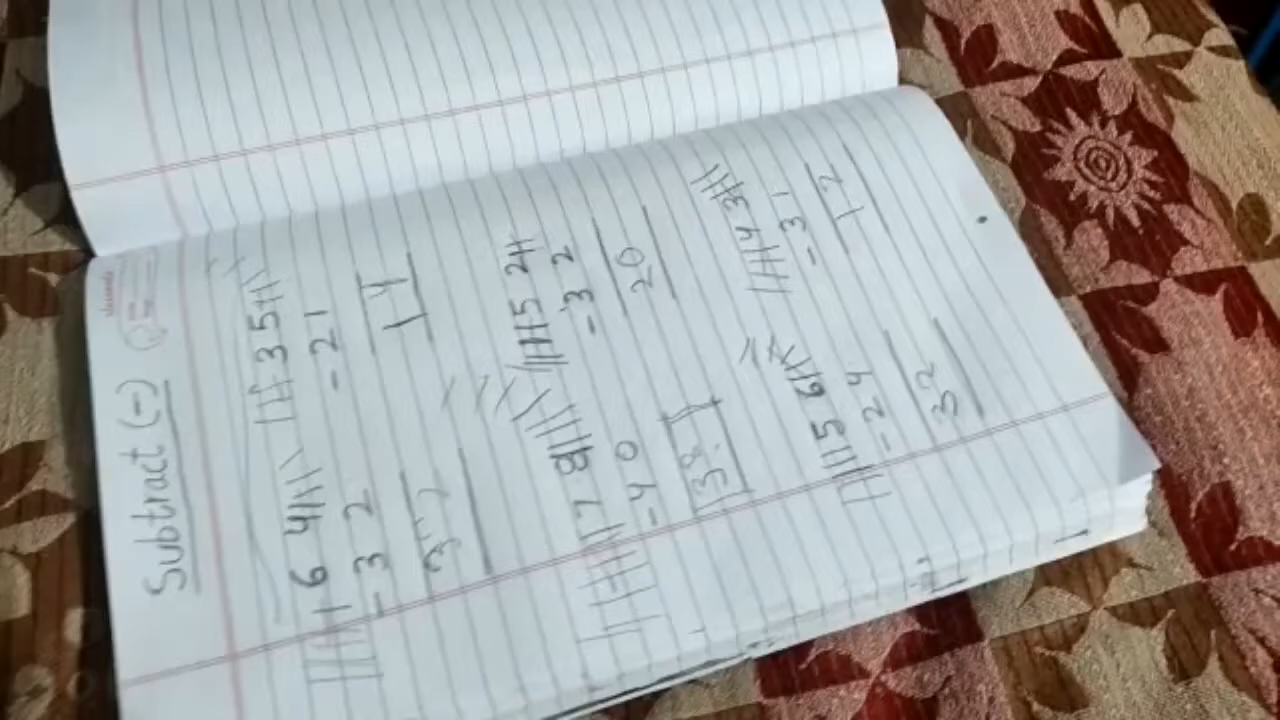 Subtract (-)
64 35
- 32 - 21
32 14
78 52
- 40 - 32
38 20
56 43
- 24 - 31
32 12